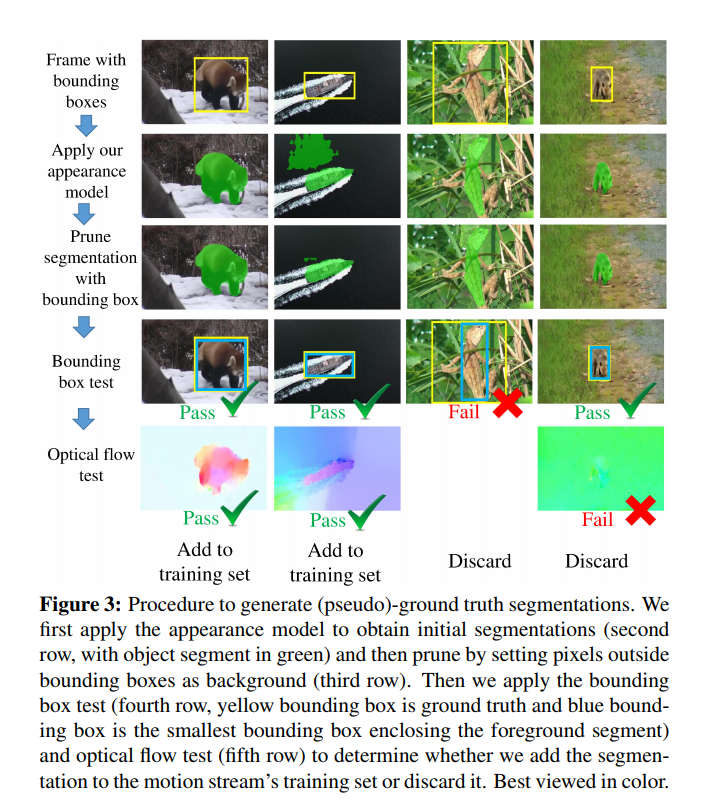 Frame with
bounding
boxes
Apply our
appearance
model
Prune
segmentation
with
bounding box
Bounding
box test
Pass
Pass
Fail
Pass
Optical flow
test
Pass
Pass
Fail
Add to
training set
Add to
training set
Discard
Discard
Figure 3: Procedure to generate (pseudo)-ground truth segmentations. We
first apply the appearance model to obtain initial segmentations (second
row, with object segment in green) and then prune by setting pixels outside
bounding boxes as background (third row). Then we apply the bounding
box test (fourth row, yellow bounding box is ground truth and blue bound-
ing box is the smallest bounding box enclosing the foreground segment)
and optical flow test (fifth row) to determine whether we add the segmen-
tation to the motion stream's training set or discard it. Best viewed in color.